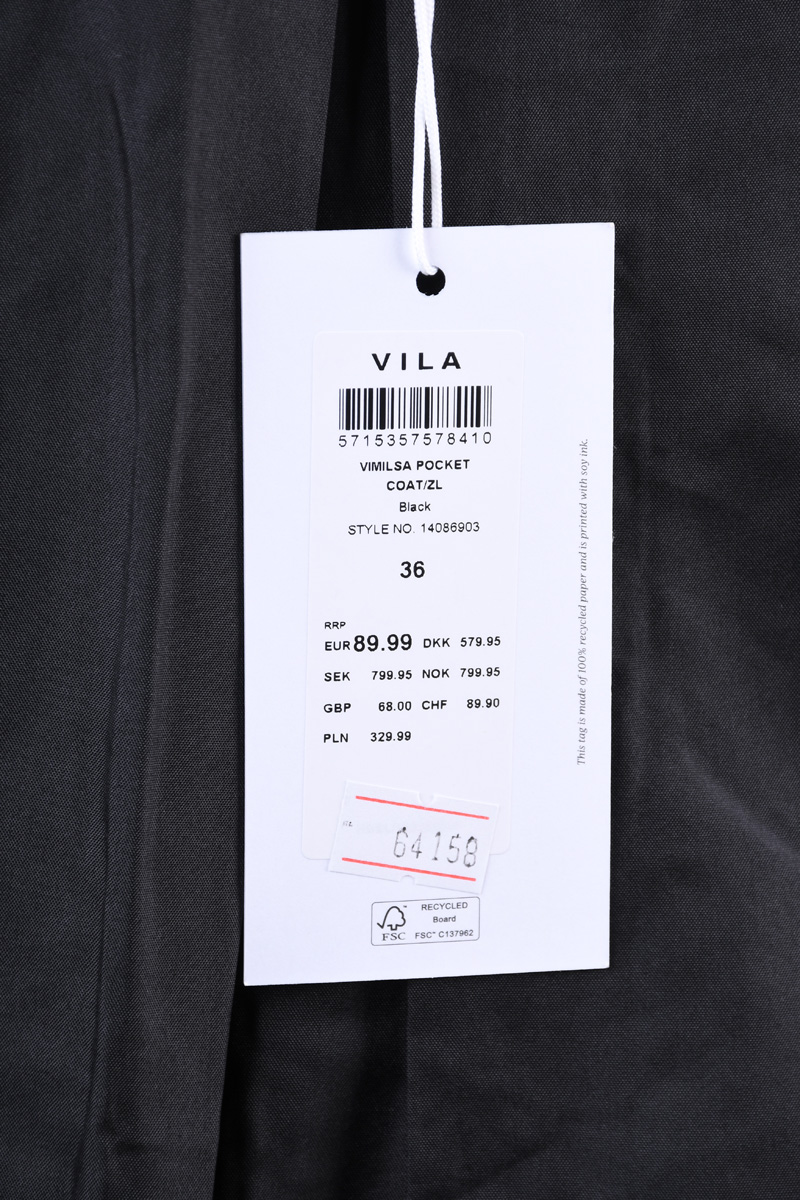 VILA
5715357578410
VIMILSA POCKET
COAT/ZL
Black
STYLE NO. 14086903
36
RRP
EUR 89.99 DKK 579.95
SEK 799.95 NOK 799.95
GBP 68.00 CHF 89.90
PLN 329.99
64158
RECYCLED
Board
FSC™ C137962
FSC™
This tag is made of 100% recycled paper and is printed with soy ink.